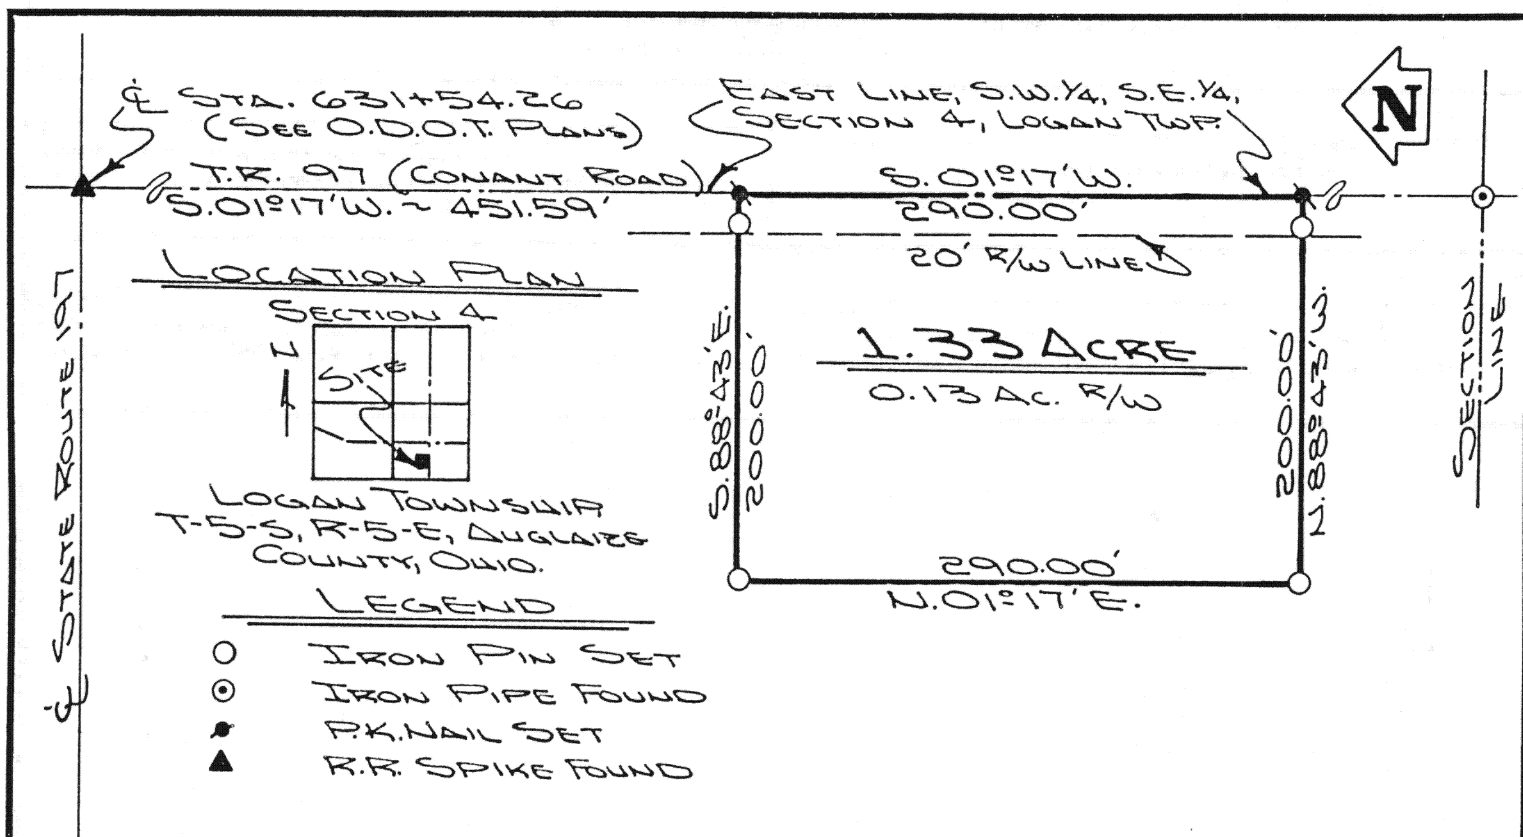 ℄ STA. 631+54.26
(SEE O.D.O.T. PLANS)
EAST LINE, S.W.¼, S.E.¼,
SECTION 4, LOGAN TWP.
N
T.R. 97 (CONANT ROAD)
S.01°17'W. ~ 451.59'
S.01°17'W.
290.00'
20' R/W LINE
LOCATION PLAN
SECTION 4
N
SITE
LOGAN TOWNSHIP
T-5-S, R-5-E, AUGLAIZE
COUNTY, OHIO.
S.88°43'E.
200.00'
1.33 ACRE
0.13 AC. R/W
200.00'
N.88°43'W.
SECTION
LINE
290.00'
N.01°17'E.
℄ STATE ROUTE 197
LEGEND
IRON PIN SET
IRON PIPE FOUND
P.K. NAIL SET
R.R. SPIKE FOUND